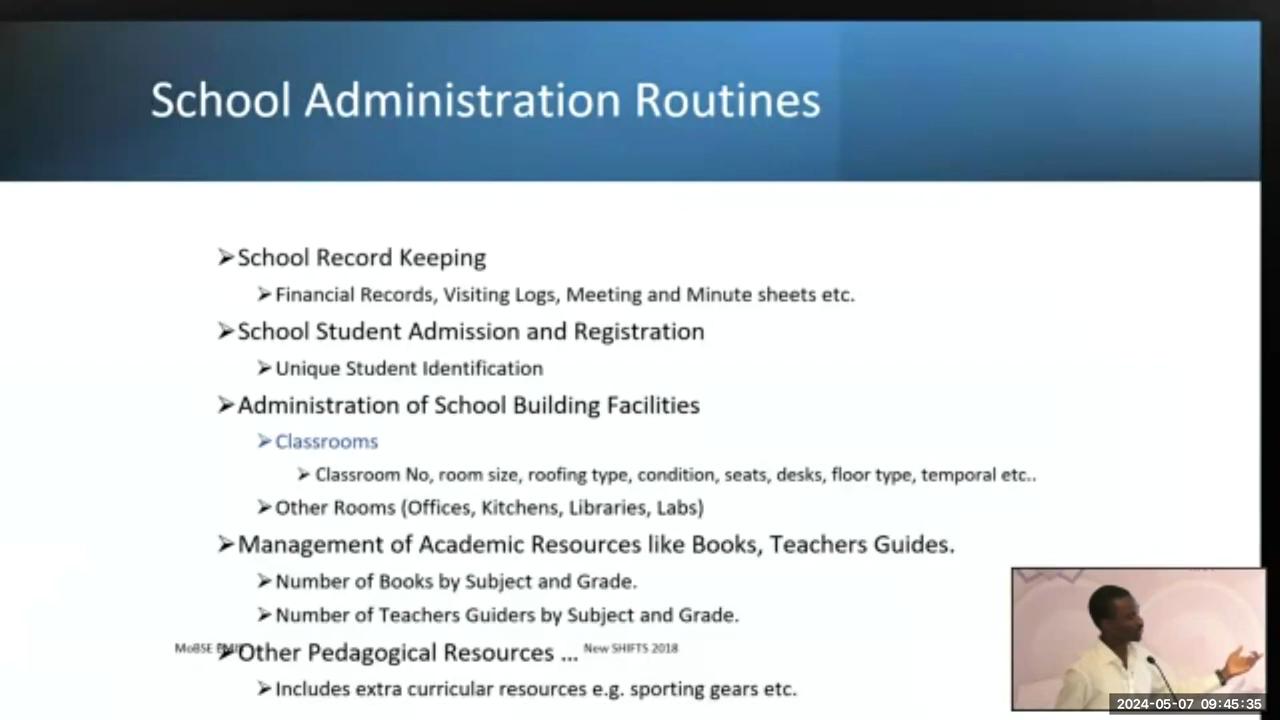 School Administration Routines
➢School Record Keeping
➢Financial Records, Visiting Logs, Meeting and Minute sheets etc.
➢School Student Admission and Registration
➢Unique Student Identification
➢Administration of School Building Facilities
➢Classrooms
➢Classroom No, room size, roofing type, condition, seats, desks, floor type, temporal etc..
➢Other Rooms (Offices, Kitchens, Libraries, Labs)
➢Management of Academic Resources like Books, Teachers Guides.
➢Number of Books by Subject and Grade.
➢Number of Teachers Guiders by Subject and Grade.
MoBSE
➢Other Pedagogical Resources ...
New SHIFTS 2018
➢Includes extra curricular resources e.g. sporting gears etc.
2024-05-07 09:45:35